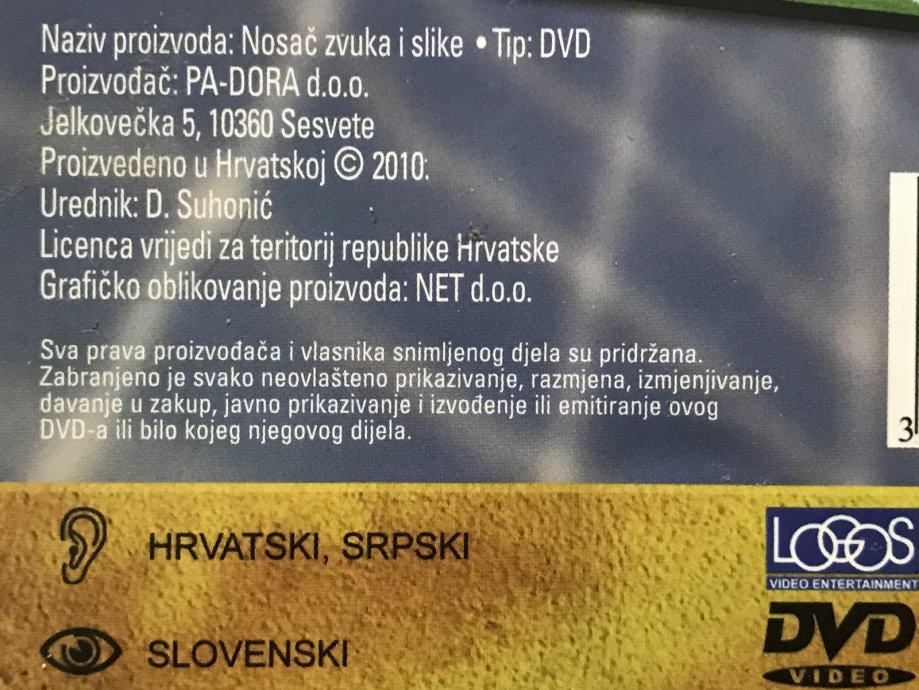 Naziv proizvoda: Nosač zvuka i slike • Tip: DVD
Proizvođač: PA-DORA d.o.o.
Jelkovečka 5, 10360 Sesvete
Proizvedeno u Hrvatskoj © 2010.
Urednik: D. Suhonić
Licenca vrijedi za teritorij republike Hrvatske
Grafičko oblikovanje proizvoda: NET d.o.o.
Sva prava proizvođača i vlasnika snimljenog djela su pridržana.
Zabranjeno je svako neovlašteno prikazivanje, razmjena, izmjenjivanje,
davanje u zakup, javno prikazivanje i izvođenje ili emitiranje ovog
DVD-a ili bilo kojeg njegovog dijela.
3
HRVATSKI, SRPSKI
LOGOS
VIDEO ENTERTAINMENT
SLOVENSKI
DVD
VIDEO